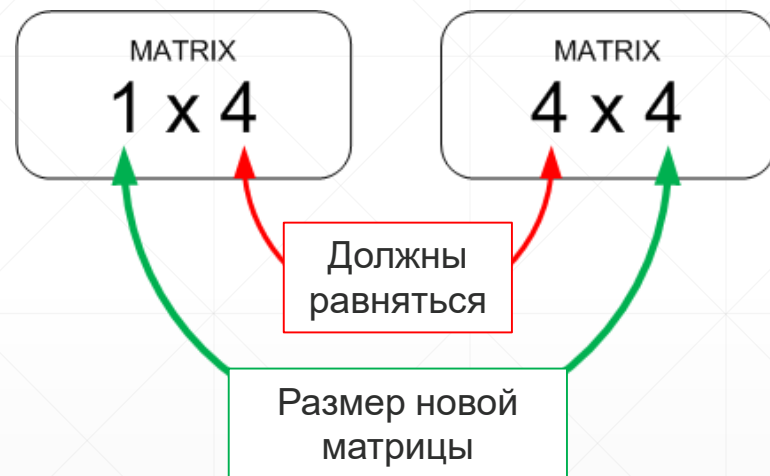 MATRIX
1 x 4
MATRIX
4 x 4
Должны
равняться
Размер новой
матрицы